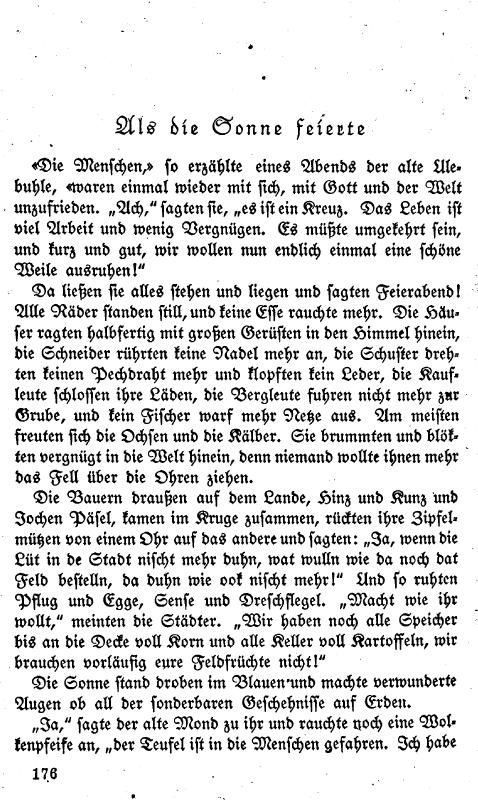 Als die Sonne feierte
«Die Menschen,» so erzählte eines Abends der alte Ule-
buhle, «waren einmal wieder mit sich, mit Gott und der Welt
unzufrieden. „Ach,“ sagten sie, „es ist ein Kreuz. Das Leben ist
viel Arbeit und wenig Vergnügen. Es müßte umgekehrt sein,
und kurz und gut, wir wollen nun endlich einmal eine schöne
Weile ausruhen!“
Da ließen sie alles stehen und liegen und sagten Feierabend!
Alle Räder standen still, und keine Esse rauchte mehr. Die Häu-
ser ragten halbfertig mit großen Gerüsten in den Himmel hinein,
die Schneider rührten keine Nadel mehr an, die Schuster dreh-
ten keinen Pechdraht mehr und klopften kein Leder, die Kauf-
leute schlossen ihre Läden, die Bergleute fuhren nicht mehr zur
Grube, und kein Fischer warf mehr Netze aus. Am meisten
freuten sich die Ochsen und die Kälber. Sie brummten und blök-
ten vergnügt in die Welt hinein, denn niemand wollte ihnen mehr
das Fell über die Ohren ziehen.
Die Bauern draußen auf dem Lande, Hinz und Kunz und
Jochen Päsel, kamen im Kruge zusammen, rückten ihre Zipfel-
mützen von einem Ohr auf das andere und sagten: „Ja, wenn die
Lüt in de Stadt nischt mehr duhn, wat wulln wie da noch dat
Feld bestelln, da duhn wie ook nischt mehr!“ Und so ruhten
Pflug und Egge, Sense und Dreschflegel. „Macht wie ihr
wollt,“ meinten die Städter. „Wir haben noch alle Speicher
bis an die Decke voll Korn und alle Keller voll Kartoffeln, wir
brauchen vorläufig eure Feldfrüchte nicht!“
Die Sonne stand droben im Blauen und machte verwunderte
Augen ob all der sonderbaren Geschehnisse auf Erden.
„Ja,“ sagte der alte Mond zu ihr und rauchte noch eine Wol-
kenpfeife an, „der Teufel ist in die Menschen gefahren. Ich habe
176